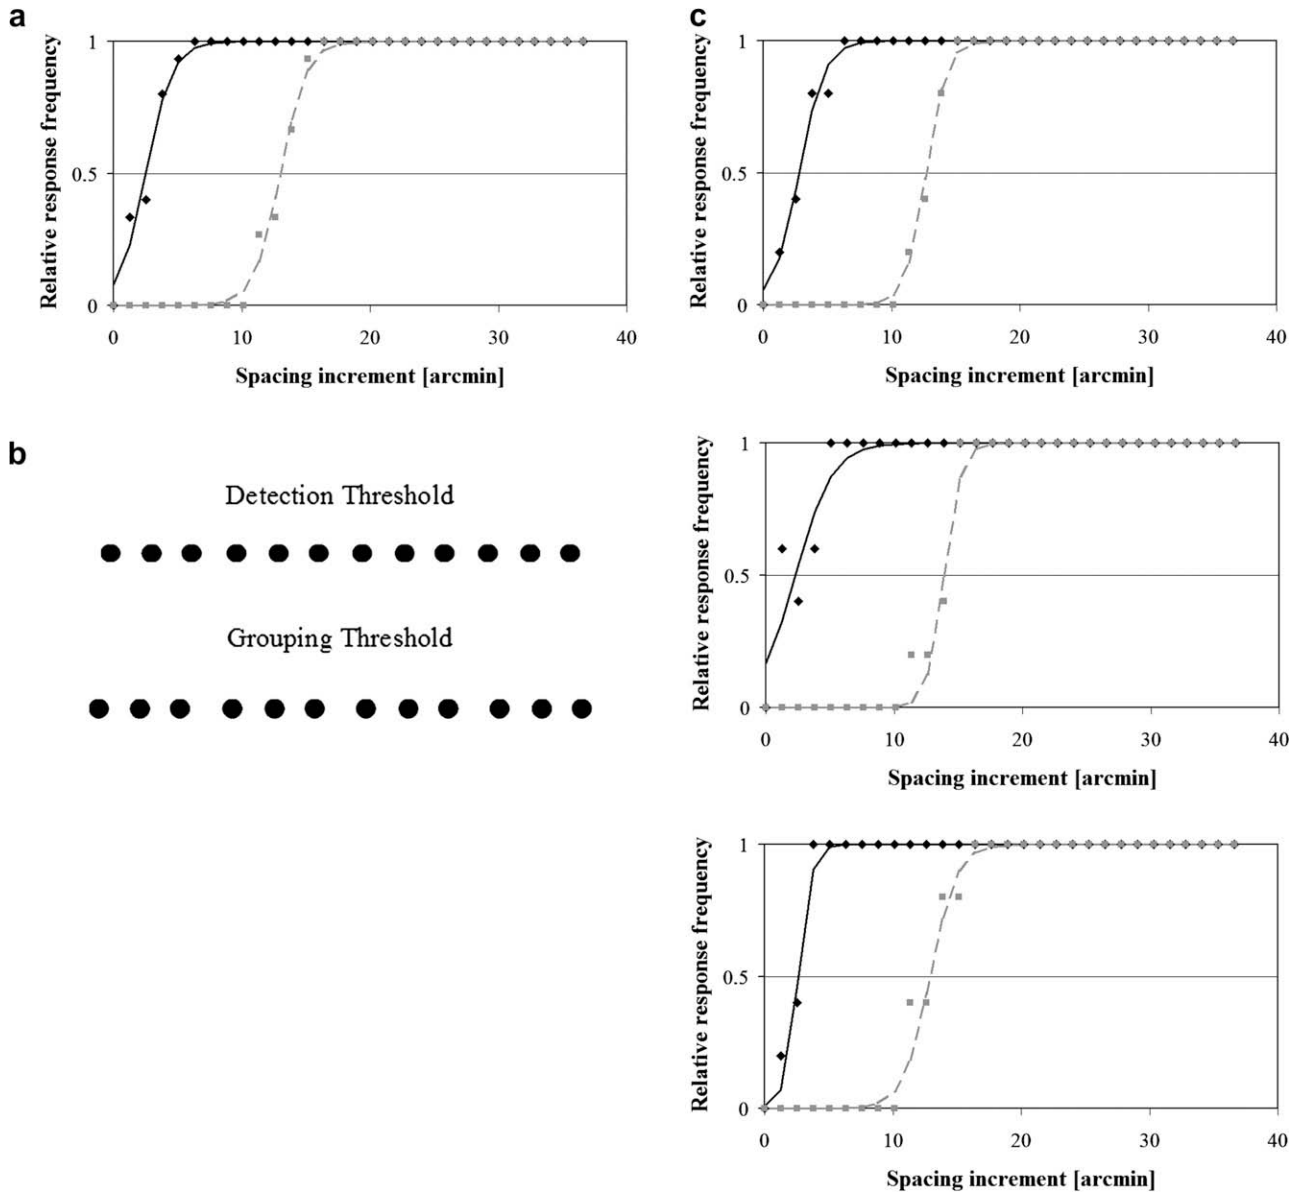 a
Relative response frequency
1
0.5
0
0 10 20 30 40
Spacing increment [arcmin]
b
Detection Threshold
Grouping Threshold
c
Relative response frequency
1
0.5
0
0 10 20 30 40
Spacing increment [arcmin]
Relative response frequency
1
0.5
0
0 10 20 30 40
Spacing increment [arcmin]
Relative response frequency
1
0.5
0
0 10 20 30 40
Spacing increment [arcmin]